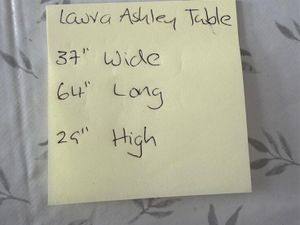 Laura Ashley Table
37" Wide
64" Long
29" High